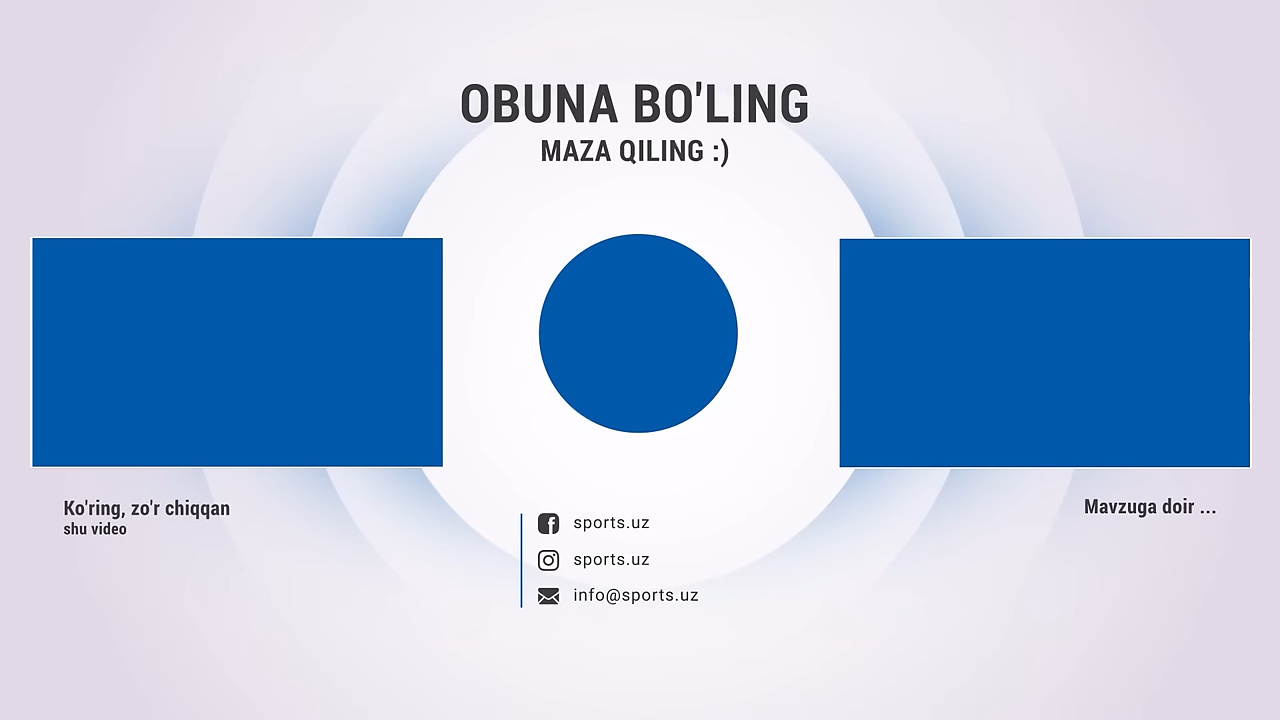 OBUNA BO'LING
MAZA QILING :)
Ko'ring, zo'r chiqqan
shu video
Mavzuga doir ...
sports.uz
sports.uz
info@sports.uz